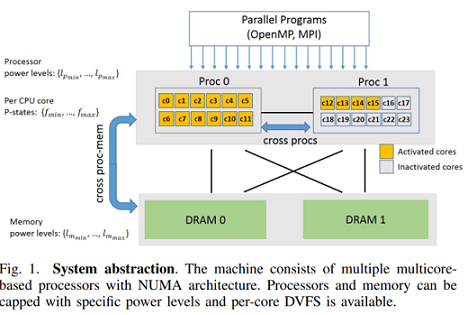 Parallel Programs
(OpenMP, MPI)
Processor
power levels: {l_{p_{min}}, ..., l_{p_{max}}}
Proc 0
Proc 1
Per CPU core
P-states: {f_{min}, ..., f_{max}}
c0 c1 c2 c3 c4 c5
c12 c13 c14 c15 c16 c17
c6 c7 c8 c9 c10 c11
c18 c19 c20 c21 c22 c23
cross procs
Activated cores
Inactivated cores
cross proc-mem
Memory
power levels: {l_{m_{min}}, ..., l_{m_{max}}}
DRAM 0
DRAM 1
Fig. 1. System abstraction. The machine consists of multiple multicore-
based processors with NUMA architecture. Processors and memory can be
capped with specific power levels and per-core DVFS is available.